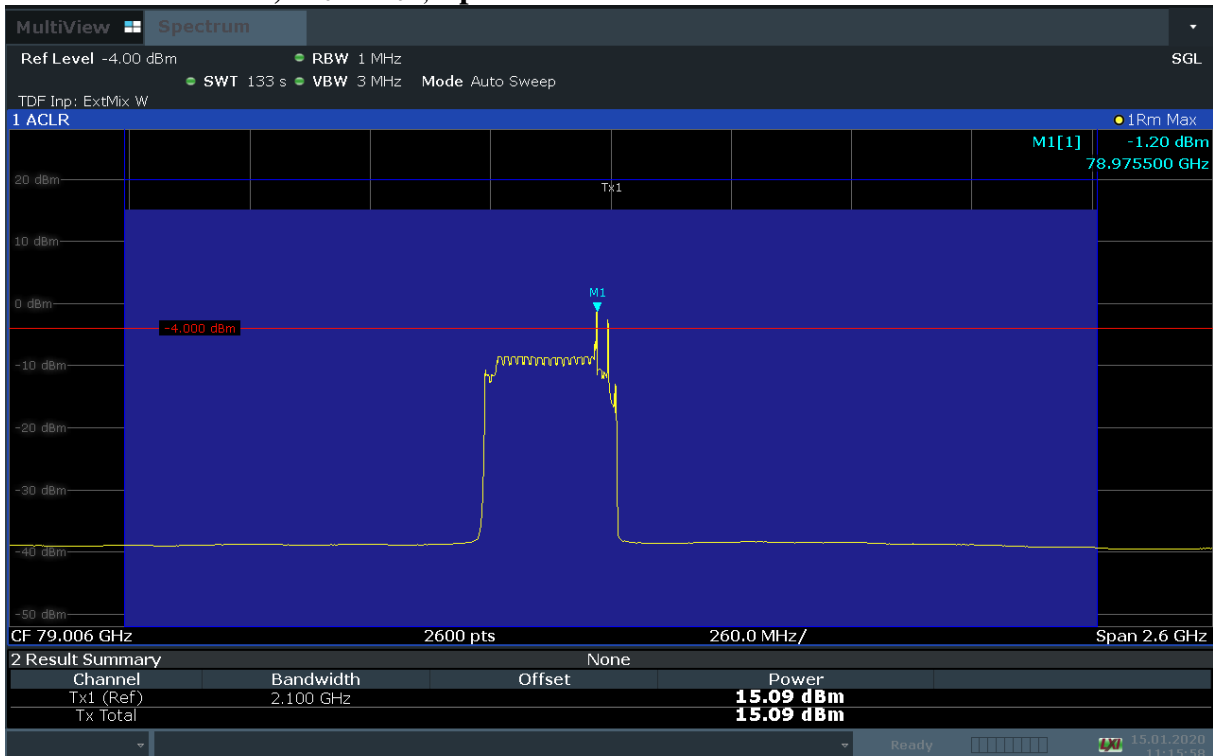 MultiView Spectrum
Ref Level -4.00 dBm RBW 1 MHz SGL
SWT 133 s VBW 3 MHz Mode Auto Sweep
TDF Inp: ExtMix W
1 ACLR 1Rm Max
M1[1] -1.20 dBm
78.975500 GHz
20 dBm
Tx1
10 dBm
M1
0 dBm
-4.000 dBm
-10 dBm
-20 dBm
-30 dBm
-40 dBm
-50 dBm
CF 79.006 GHz 2600 pts 260.0 MHz/ Span 2.6 GHz
2 Result Summary None
Channel Bandwidth Offset Power
Tx1 (Ref) 2.100 GHz 15.09 dBm
Tx Total 15.09 dBm
Ready LXI 15.01.2020
11:15:58